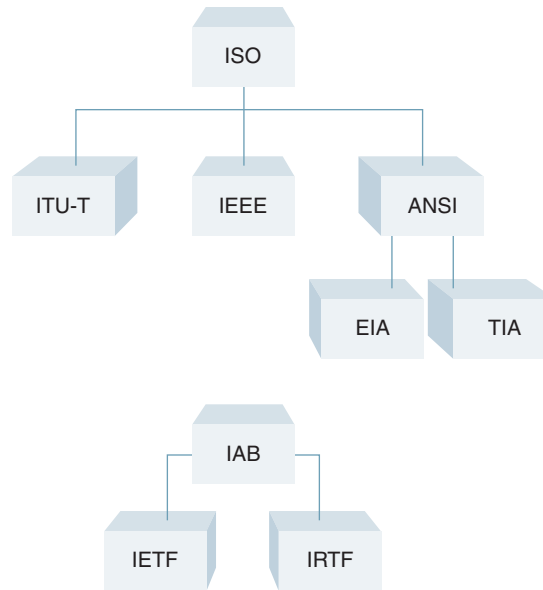 ISO
ITU-T
IEEE
ANSI
EIA
TIA
IAB
IETF
IRTF